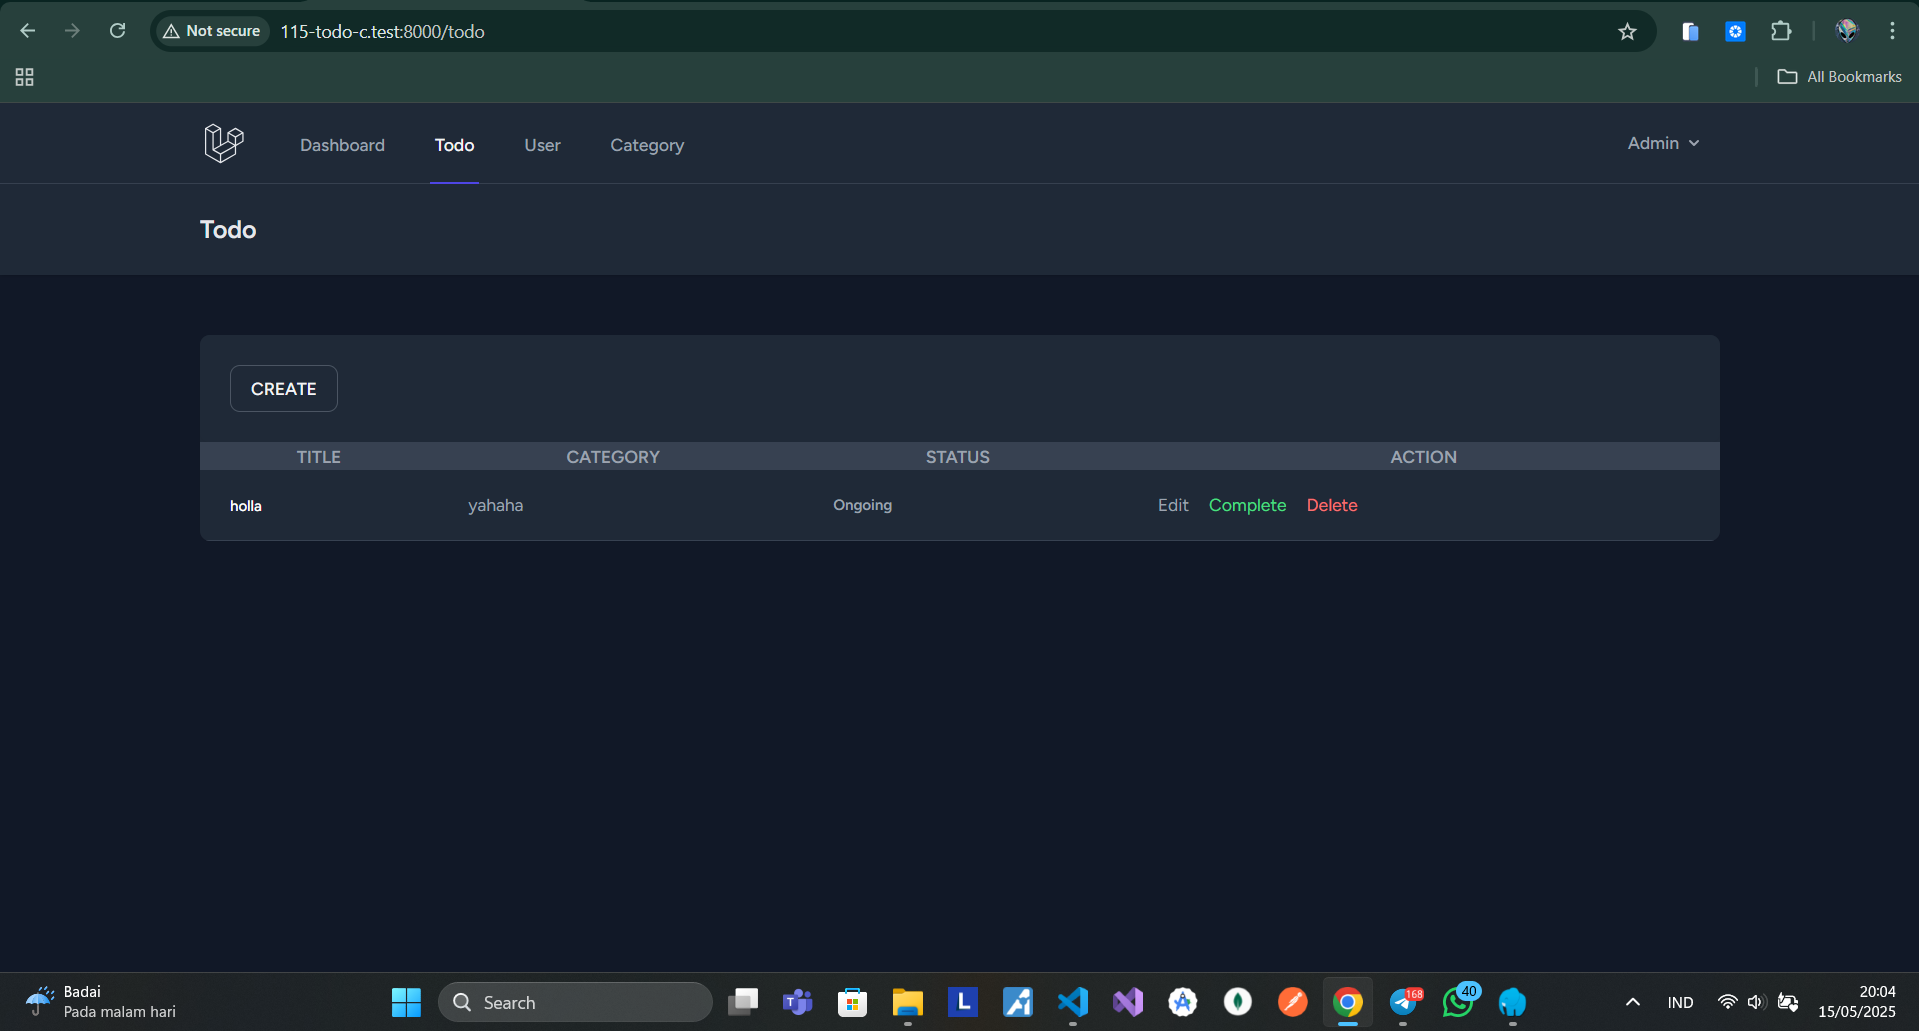 Not secure 115-todo-c.test:8000/todo
All Bookmarks
Dashboard Todo User Category Admin
Todo
CREATE
TITLE CATEGORY STATUS ACTION
holla yahaha Ongoing Edit Complete Delete
Badai
Pada malam hari
Search
T
L
168
40
IND
20:04
15/05/2025